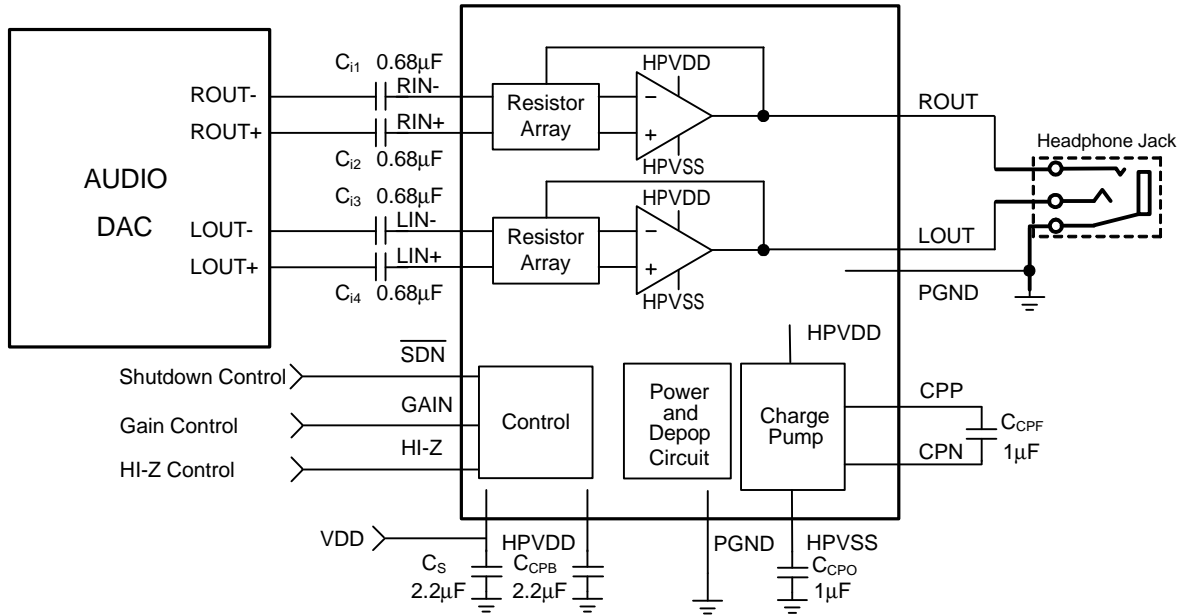 AUDIO
DAC
ROUT-
ROUT+
LOUT-
LOUT+
Ci1 0.68µF
RIN-
RIN+
Ci2 0.68µF
Ci3 0.68µF
LIN-
LIN+
Ci4 0.68µF
Resistor
Array
HPVDD
−
+
HPVSS
Resistor
Array
HPVDD
−
+
HPVSS
ROUT
LOUT
PGND
Headphone Jack
Shutdown Control
Gain Control
HI-Z Control
SDN
GAIN
HI-Z
Control
Power
and
Depop
Circuit
HPVDD
Charge
Pump
CPP
CPN
CCPF
1µF
VDD
HPVDD
PGND
HPVSS
CS
2.2µF
CCPB
2.2µF
CCPO
1µF